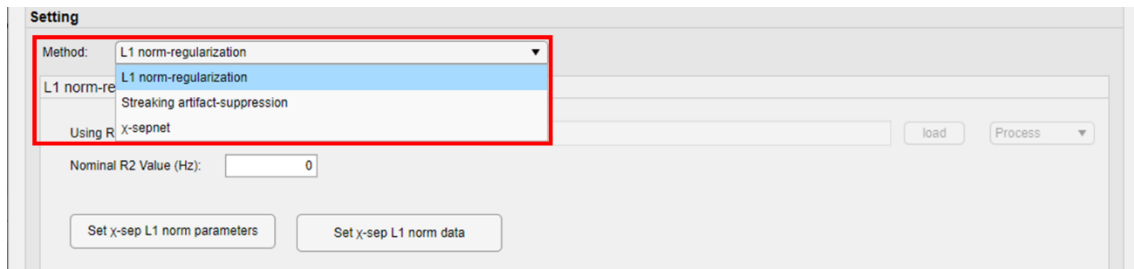 Setting
Method: L1 norm-regularization
L1 norm-regularization
L1 norm-re
Streaking artifact-suppression
χ-sepnet
Using R load Process
Nominal R2 Value (Hz): 0
Set χ-sep L1 norm parameters Set χ-sep L1 norm data